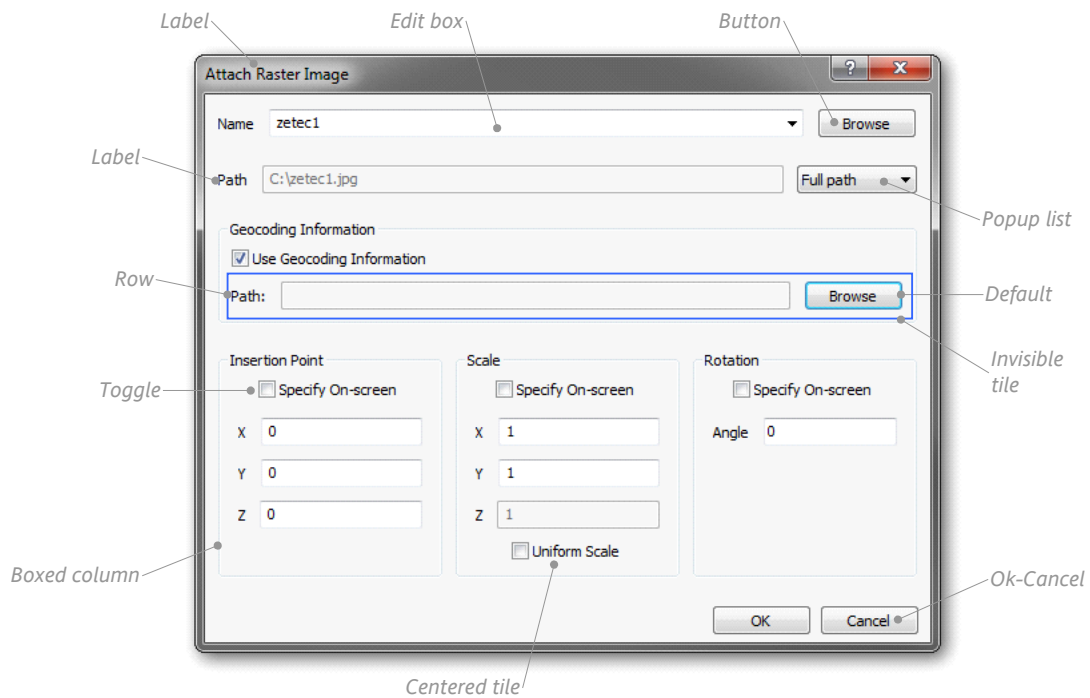 Label Edit box Button
Attach Raster Image ?
Name zetec1 Browse
Label
Path C:\zetec1.jpg Full path
Popup list
Geocoding Information
Use Geocoding Information
Row
Path: Browse Default
Invisible
tile
Insertion Point Scale Rotation
Toggle Specify On-screen Specify On-screen Specify On-screen
X 0 X 1 Angle 0
Y 0 Y 1
Z 0 Z 1
Uniform Scale
Boxed column
Ok-Cancel
OK Cancel
Centered tile